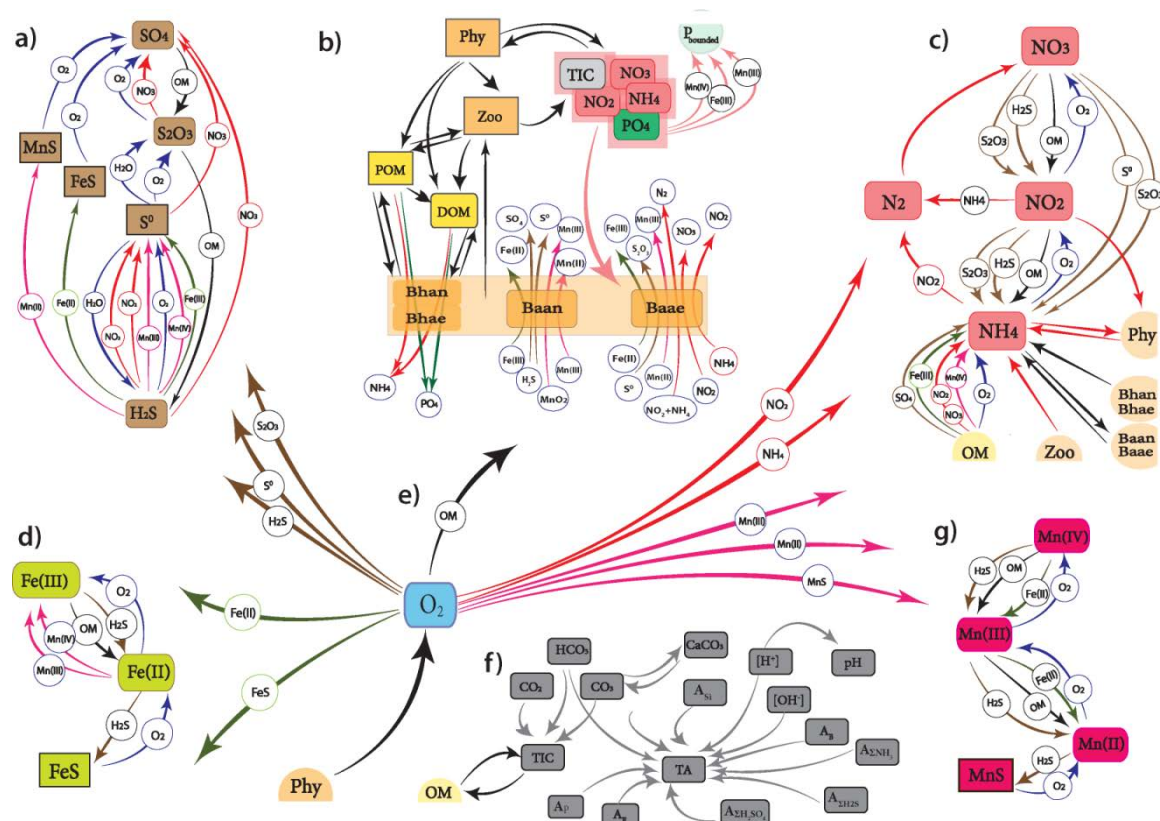 a)
SO₄
O₂
O₂
O₂
NO₃
OM
NO₃
MnS
S₂O₃
FeS
H₂O
O₂
NO₃
S⁰
OM
Mn(II)
Fe(II)
H₂O
NO₃
NO₃
Mn(III)
O₂
Mn(IV)
Fe(III)
H₂S
b)
Phy
P bounded
TIC
NO₃
NO₂
NH₄
PO₄
Mn(IV)
Fe(III)
Mn(III)
Zoo
POM
DOM
SO₄
S⁰
Mn(III)
Fe(II)
Mn(II)
Fe(III)
Mn(III)
N₂
S₂O₃
NO₃
NO₂
Bhan
Bhae
Baan
Baae
Fe(III)
H₂S
Mn(III)
MnO₂
Fe(II)
S⁰
Mn(II)
NO₂+NH₄
NO₂
NH₄
NH₄
PO₄
c)
NO₃
S₂O₃
H₂S
OM
O₂
S⁰
S₂O₃
N2
NH4
NO₂
NO₂
S₂O₃
H₂S
OM
O₂
NH₄
Phy
SO₄
Fe(III)
NO₂
NO₃
Mn(IV)
O₂
Bhan
Bhae
Baan
Baae
OM
Zoo
d)
Fe(III)
O₂
OM
H₂S
Mn(IV)
Mn(III)
Fe(II)
H₂S
O₂
FeS
e)
S₂O₃
S⁰
H₂S
OM
NO₂
NH₄
Mn(III)
Mn(II)
MnS
O₂
Fe(II)
FeS
Phy
f)
HCO₃
CaCO₃
[H⁺]
pH
CO₂
CO₃
A Si
[OH⁻]
A B
TIC
TA
A ΣNH₃
OM
A P
A ΣH₂SO₄
A ΣH2S
g)
Mn(IV)
H₂S
OM
Fe(II)
O₂
Mn(III)
H₂S
OM
Fe(II)
O₂
Mn(II)
MnS
H₂S
O₂